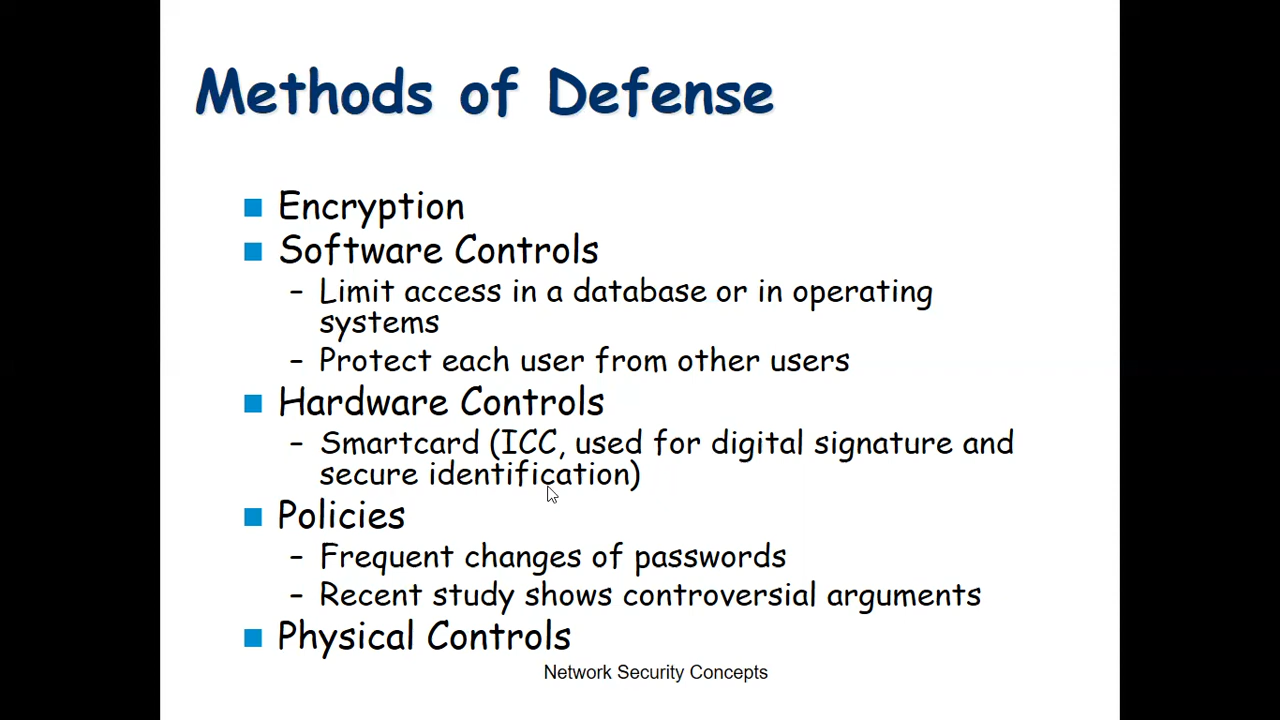 Methods of Defense
Encryption
Software Controls
– Limit access in a database or in operating
systems
– Protect each user from other users
Hardware Controls
– Smartcard (ICC, used for digital signature and
secure identification)
Policies
– Frequent changes of passwords
– Recent study shows controversial arguments
Physical Controls
Network Security Concepts